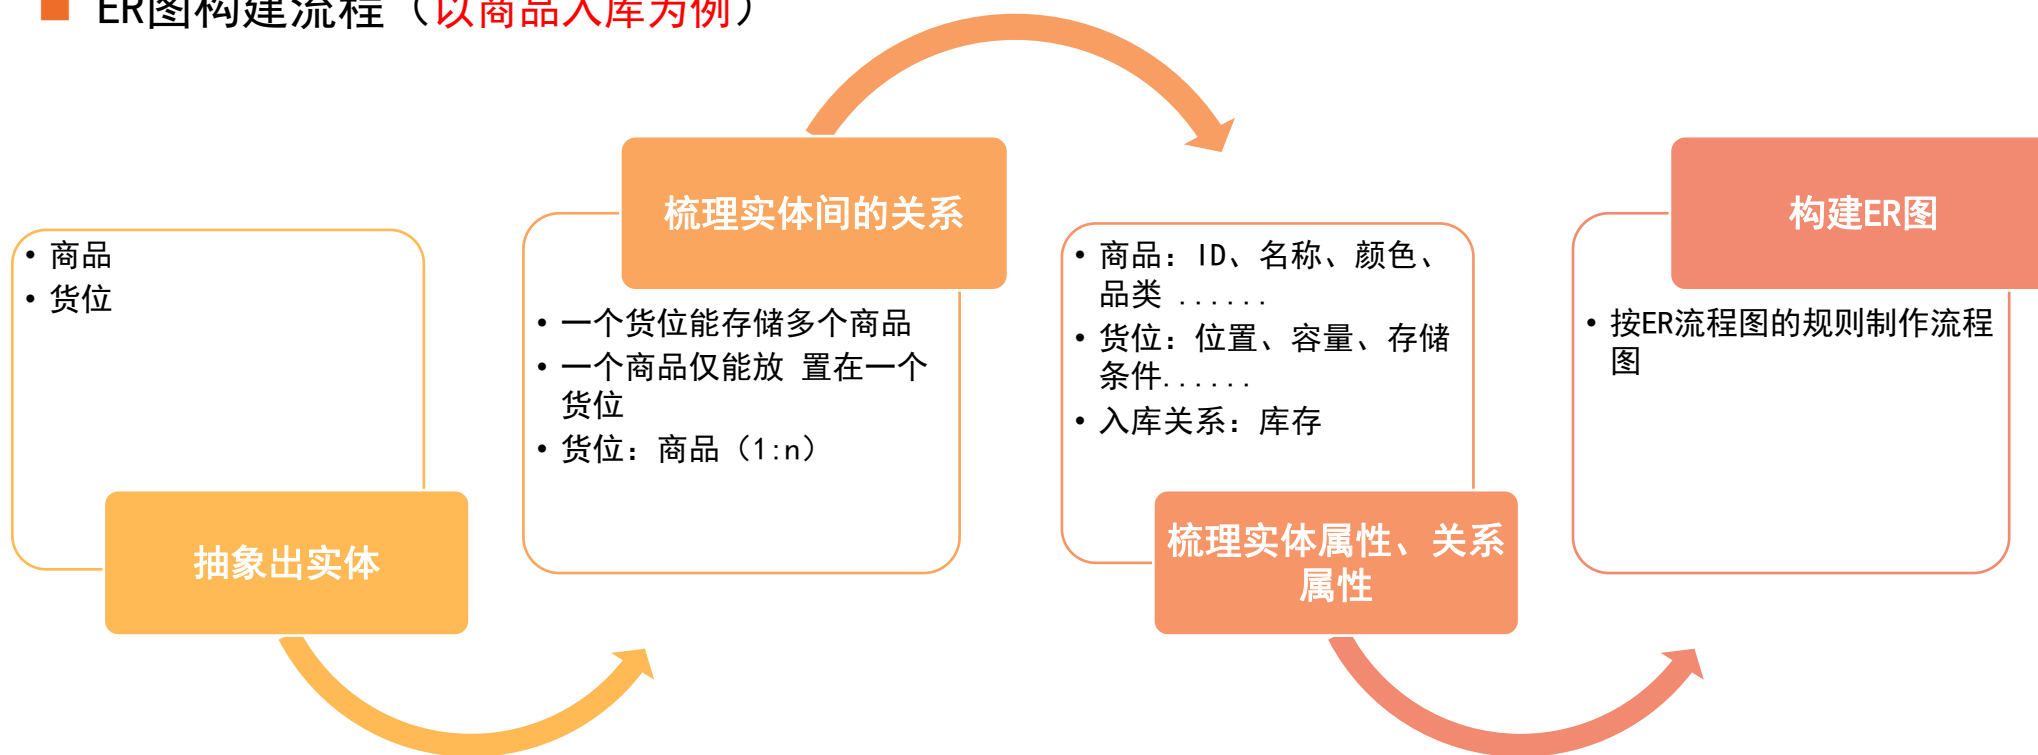 ER图构建流程（以商品入库为例）
• 商品
• 货位
抽象出实体
梳理实体间的关系
• 一个货位能存储多个商品
• 一个商品仅能放 置在一个
货位
• 货位：商品（1:n）
• 商品：ID、名称、颜色、
品类 ......
• 货位：位置、容量、存储
条件......
• 入库关系：库存
梳理实体属性、关系
属性
构建ER图
• 按ER流程图的规则制作流程
图